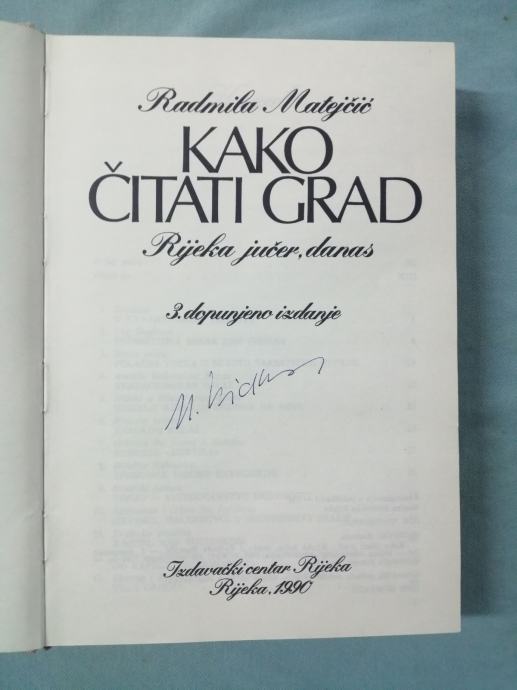 Radmila Matejčić
KAKO
ČITATI GRAD
Rijeka jučer, danas
3. dopunjeno izdanje
Izdavački centar Rijeka
Rijeka, 1990